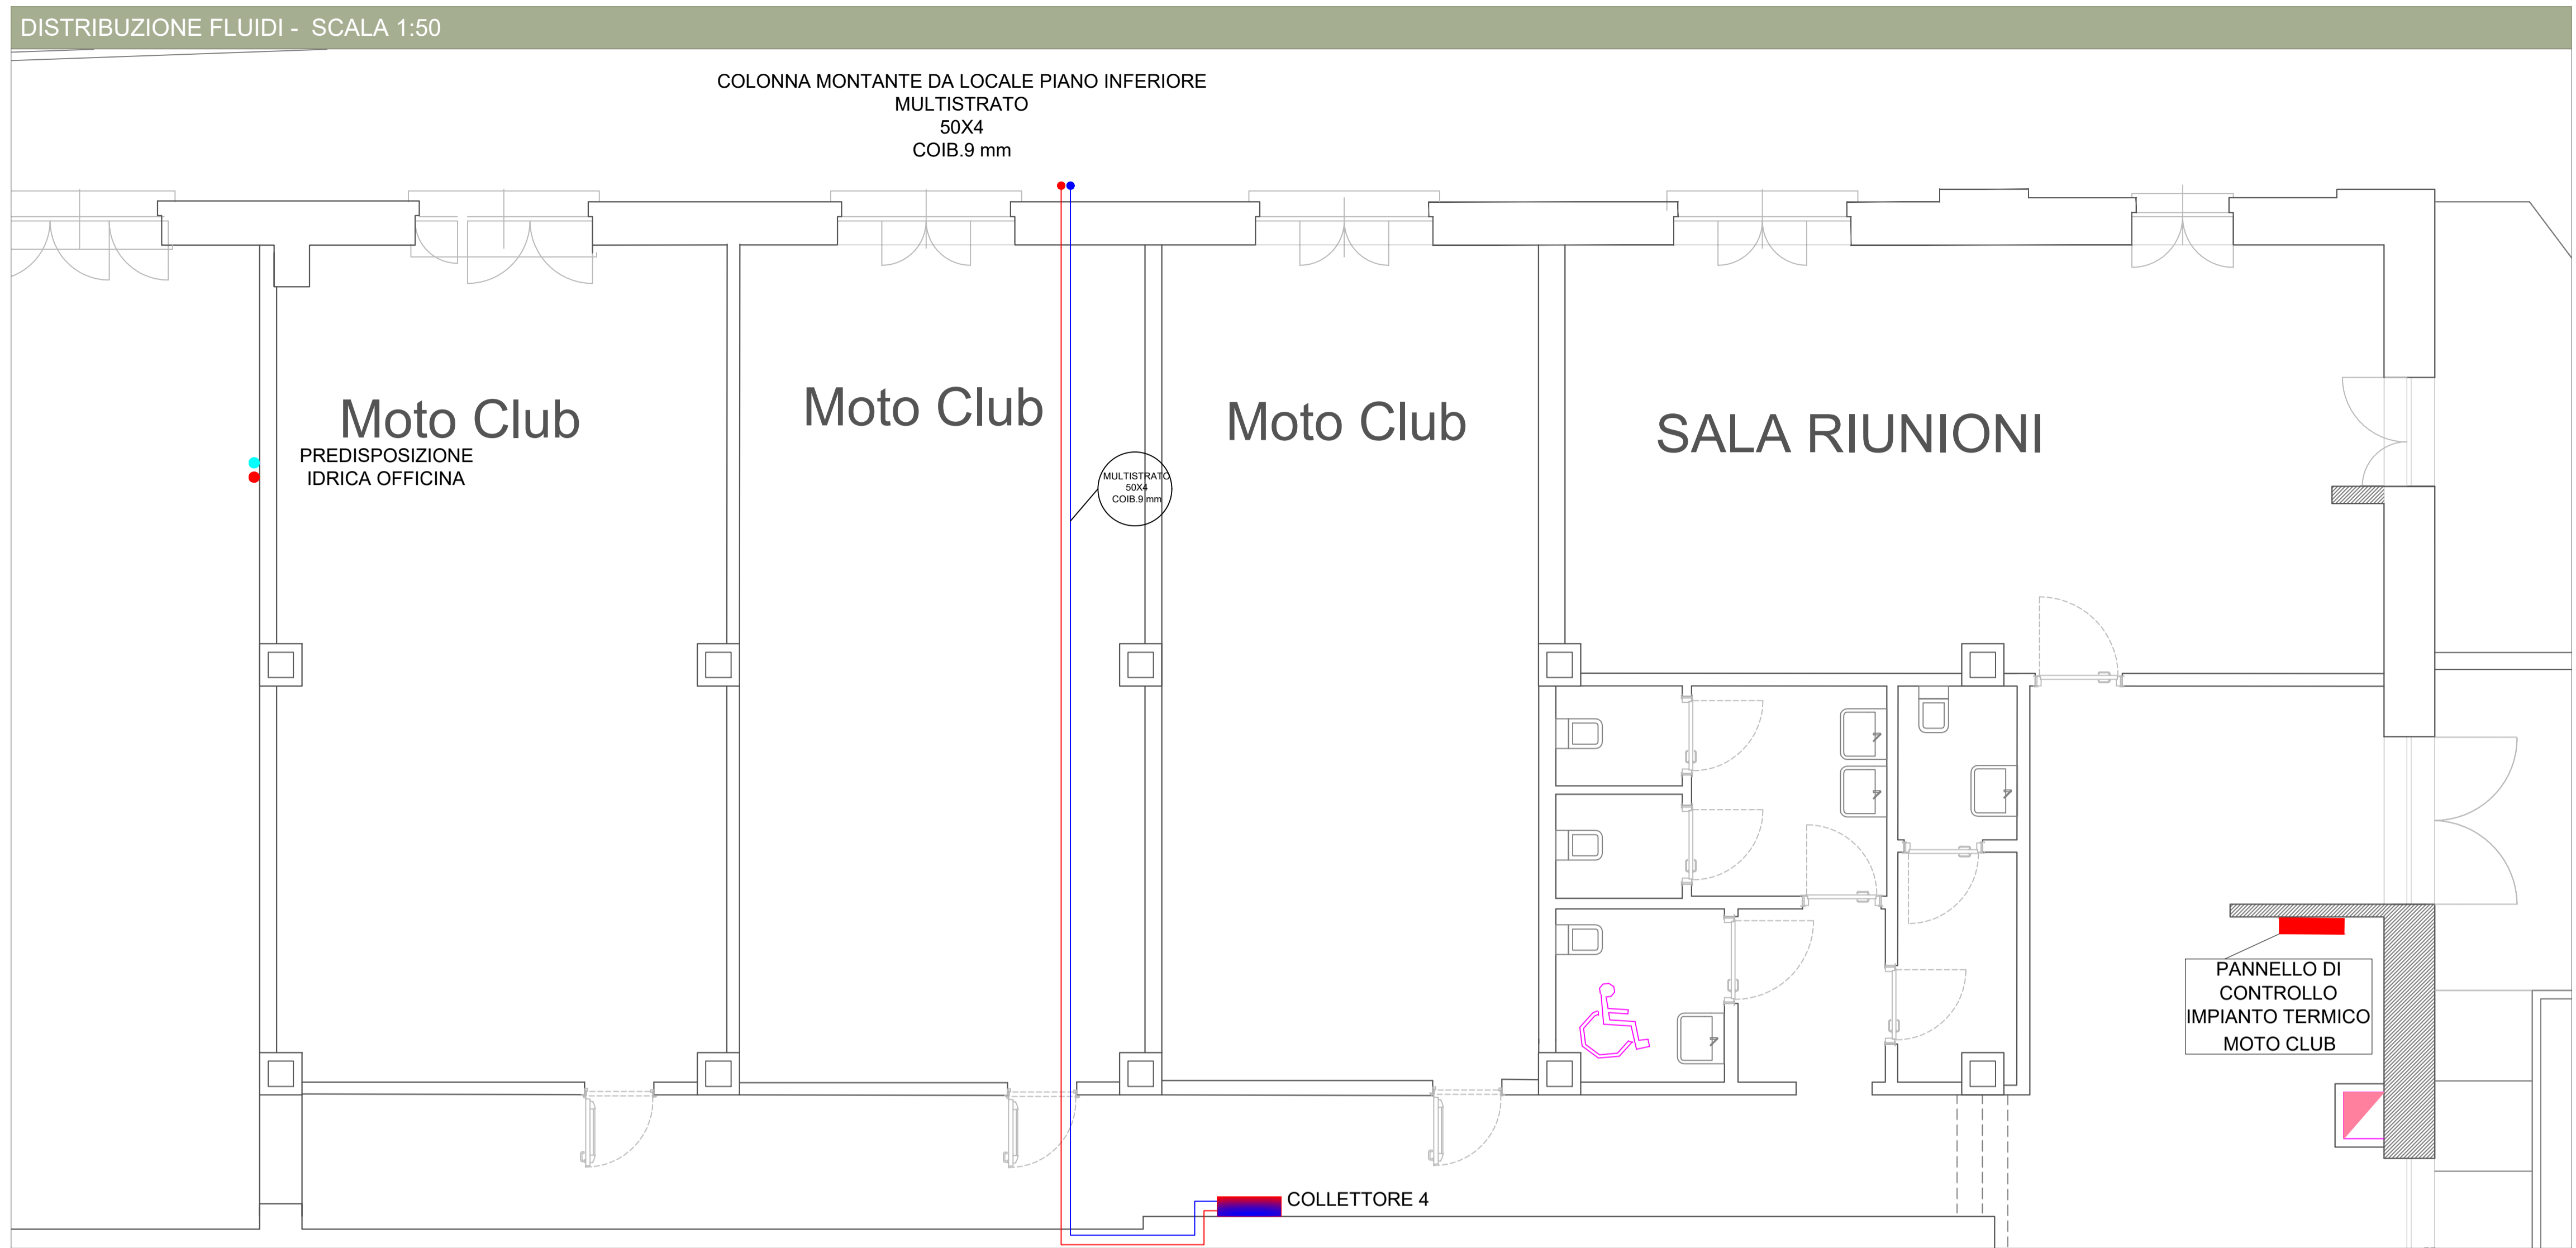 DISTRIBUZIONE FLUIDI - SCALA 1:50
COLONNA MONTANTE DA LOCALE PIANO INFERIORE
MULTISTRATO
50X4
COIB.9 mm
Moto Club
PREDISPOSIZIONE
IDRICA OFFICINA
Moto Club
MULTISTRATO
50X4
COIB.9 mm
Moto Club
SALA RIUNIONI
PANNELLO DI
CONTROLLO
IMPIANTO TERMICO
MOTO CLUB
COLLETTORE 4